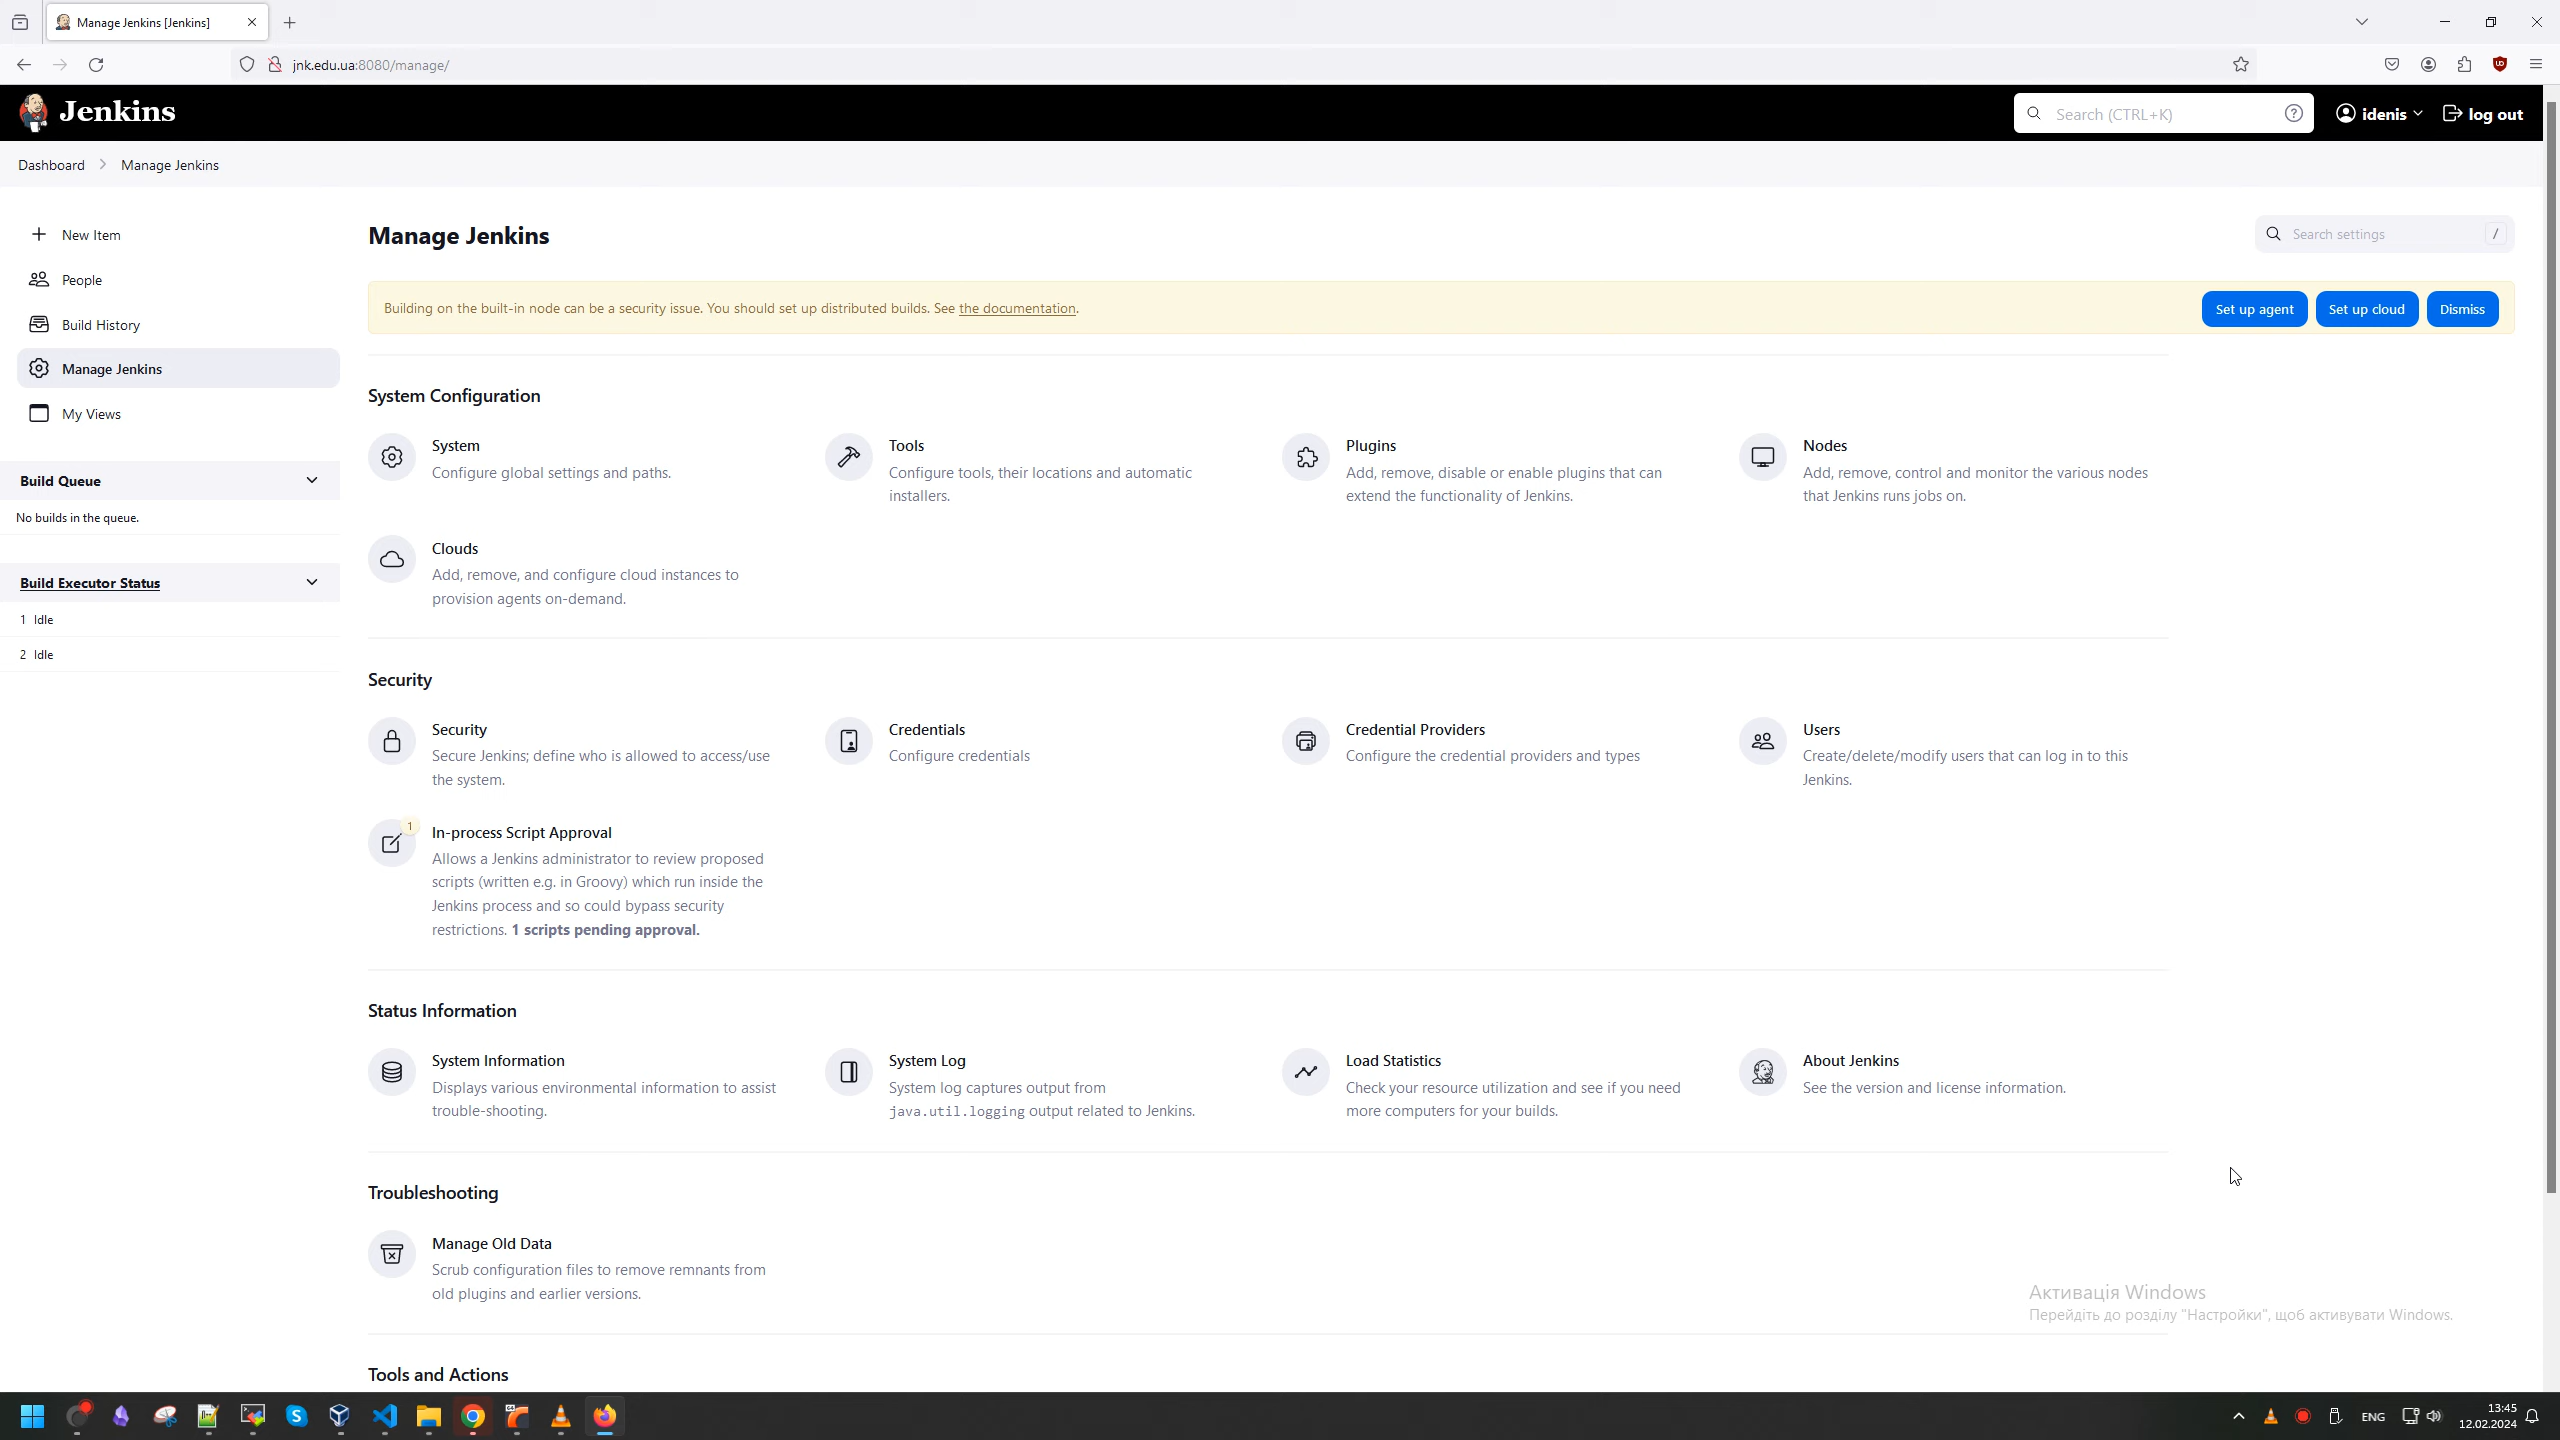 Manage Jenkins [Jenkins]
jnk.edu.ua:8080/manage/
Jenkins
Search (CTRL+K)
idenis
log out
Dashboard
Manage Jenkins
New Item
People
Build History
Manage Jenkins
My Views
Build Queue
No builds in the queue.
Build Executor Status
1 Idle
2 Idle
Manage Jenkins
Search settings
/
Building on the built-in node can be a security issue. You should set up distributed builds. See the documentation.
Set up agent
Set up cloud
Dismiss
System Configuration
System
Configure global settings and paths.
Tools
Configure tools, their locations and automatic
installers.
Plugins
Add, remove, disable or enable plugins that can
extend the functionality of Jenkins.
Nodes
Add, remove, control and monitor the various nodes
that Jenkins runs jobs on.
Clouds
Add, remove, and configure cloud instances to
provision agents on-demand.
Security
Security
Secure Jenkins; define who is allowed to access/use
the system.
Credentials
Configure credentials
Credential Providers
Configure the credential providers and types
Users
Create/delete/modify users that can log in to this
Jenkins.
1
In-process Script Approval
Allows a Jenkins administrator to review proposed
scripts (written e.g. in Groovy) which run inside the
Jenkins process and so could bypass security
restrictions. 1 scripts pending approval.
Status Information
System Information
Displays various environmental information to assist
trouble-shooting.
System Log
System log captures output from
java.util.logging output related to Jenkins.
Load Statistics
Check your resource utilization and see if you need
more computers for your builds.
About Jenkins
See the version and license information.
Troubleshooting
Manage Old Data
Scrub configuration files to remove remnants from
old plugins and earlier versions.
Активація Windows
Перейдіть до розділу "Настройки", щоб активувати Windows.
Tools and Actions
ENG
13:45
12.02.2024